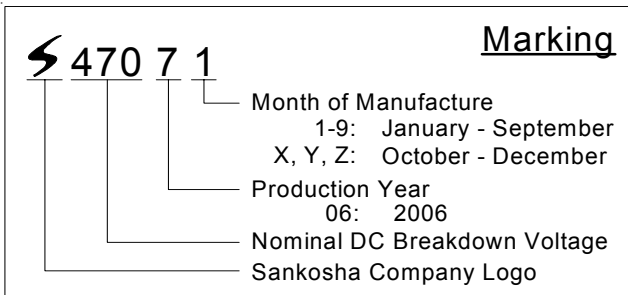 Marking
470 7 1
Month of Manufacture
1-9: January - September
X, Y, Z: October - December
Production Year
06: 2006
Nominal DC Breakdown Voltage
Sankosha Company Logo